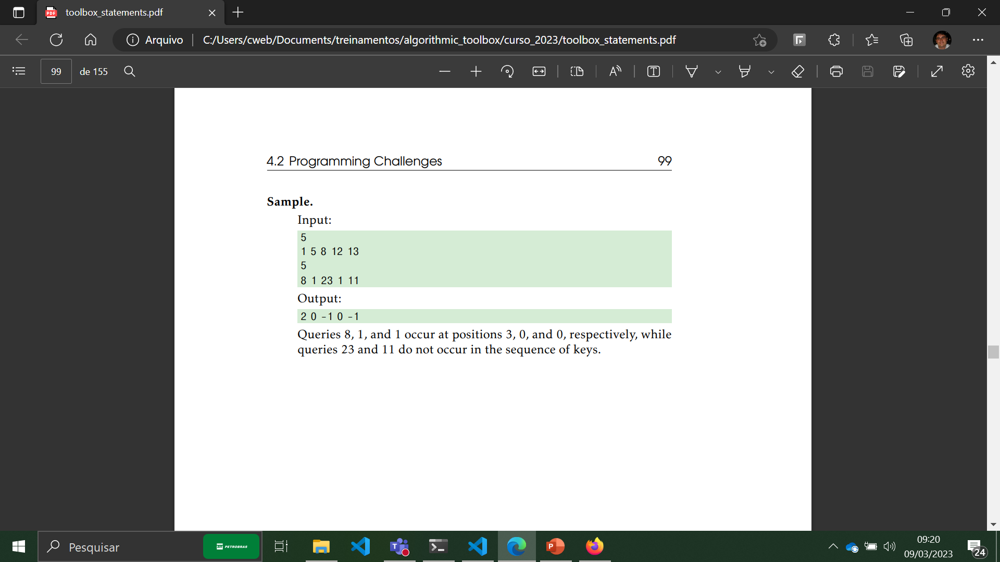 toolbox_statements.pdf
Arquivo
C:/Users/cweb/Documents/treinamentos/algorithmic_toolbox/curso_2023/toolbox_statements.pdf
99 de 155
4.2 Programming Challenges 99
Sample.
Input:
5
1 5 8 12 13
5
8 1 23 1 11
Output:
2 0 -1 0 -1
Queries 8, 1, and 1 occur at positions 3, 0, and 0, respectively, while
queries 23 and 11 do not occur in the sequence of keys.
Pesquisar
BR PETROBRAS
09:20
09/03/2023
24